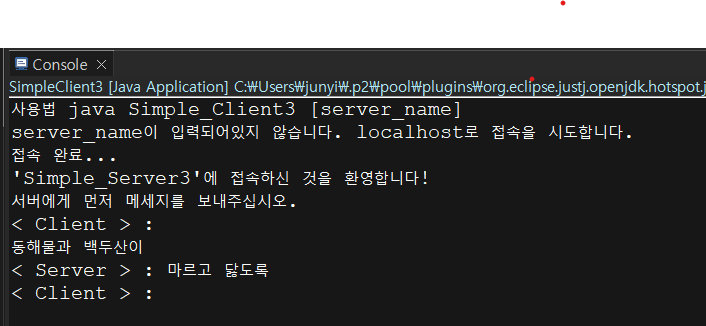 Console
SimpleClient3 [Java Application] C:₩Users₩junyi₩.p2₩pool₩plugins₩org.eclipse.justj.openjdk.hotspot.j
사용법 java Simple_Client3 [server_name]
server_name이 입력되어있지 않습니다. localhost로 접속을 시도합니다.
접속 완료...
'Simple_Server3'에 접속하신 것을 환영합니다!
서버에게 먼저 메세지를 보내주십시오.
< Client > :
동해물과 백두산이
< Server > : 마르고 닳도록
< Client > :